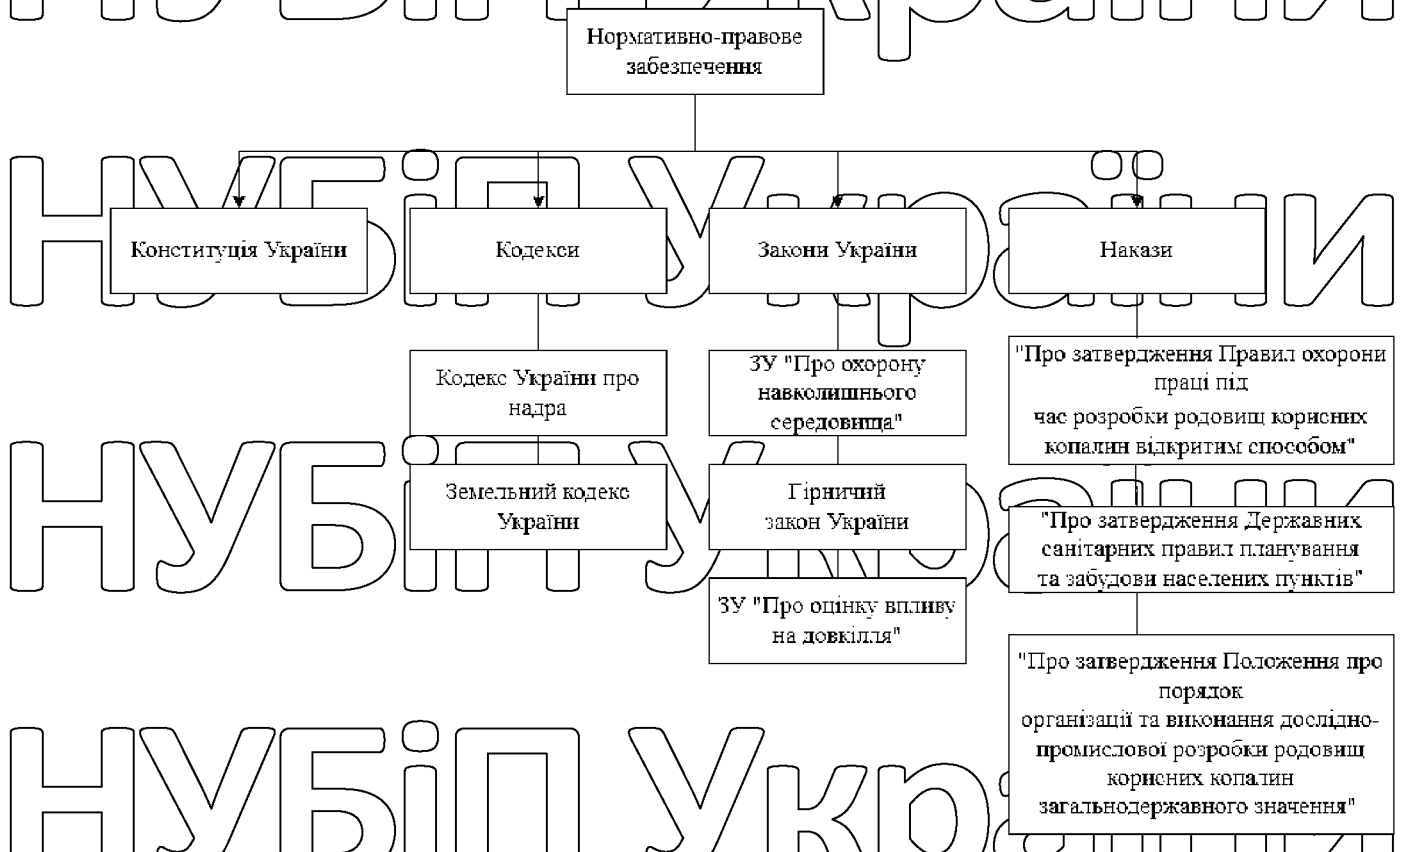 НУБіП України
Нормативно-правове
забезпечення
НУБіП України
Конституція України
Кодекси
Закони України
Накази
Кодекс України про
надра
ЗУ "Про охорону
навколишнього
середовища"
"Про затвердження Правил охорони
праці під
час розробки родовищ корисних
копалин відкритим способом"
НУБіП України
Земельний кодекс
України
Гірничий
закон України
"Про затвердження Державних
санітарних правил планування
та забудови населених пунктів"
ЗУ "Про оцінку впливу
на довкілля"
"Про затвердження Положення про
порядок
організації та виконання дослідно-
промислової розробки родовищ
корисних копалин
загальнодержавного значення"
НУБіП України